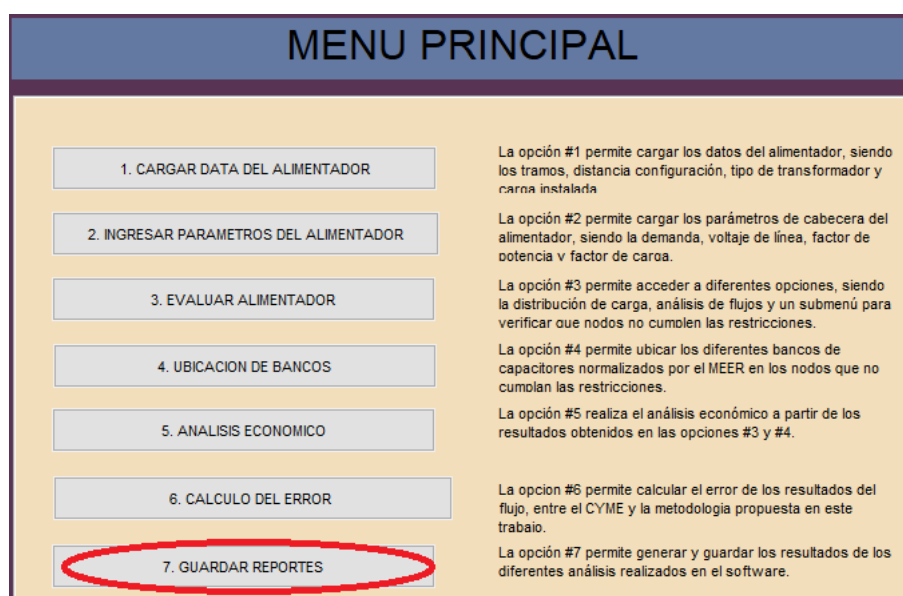 MENU PRINCIPAL
1. CARGAR DATA DEL ALIMENTADOR
La opción #1 permite cargar los datos del alimentador, siendo
los tramos, distancia configuración, tipo de transformador y
carga instalada
2. INGRESAR PARAMETROS DEL ALIMENTADOR
La opción #2 permite cargar los parámetros de cabecera del
alimentador, siendo la demanda, voltaje de línea, factor de
potencia y factor de carga.
3. EVALUAR ALIMENTADOR
La opción #3 permite acceder a diferentes opciones, siendo
la distribución de carga, análisis de flujos y un submenú para
verificar que nodos no cumplen las restricciones.
4. UBICACION DE BANCOS
La opción #4 permite ubicar los diferentes bancos de
capacitores normalizados por el MEER en los nodos que no
cumplan las restricciones.
5. ANALISIS ECONOMICO
La opción #5 realiza el análisis económico a partir de los
resultados obtenidos en las opciones #3 y #4.
6. CALCULO DEL ERROR
La opcion #6 permite calcular el error de los resultados del
flujo, entre el CYME y la metodologia propuesta en este
trabajo.
7. GUARDAR REPORTES
La opción #7 permite generar y guardar los resultados de los
diferentes análisis realizados en el software.